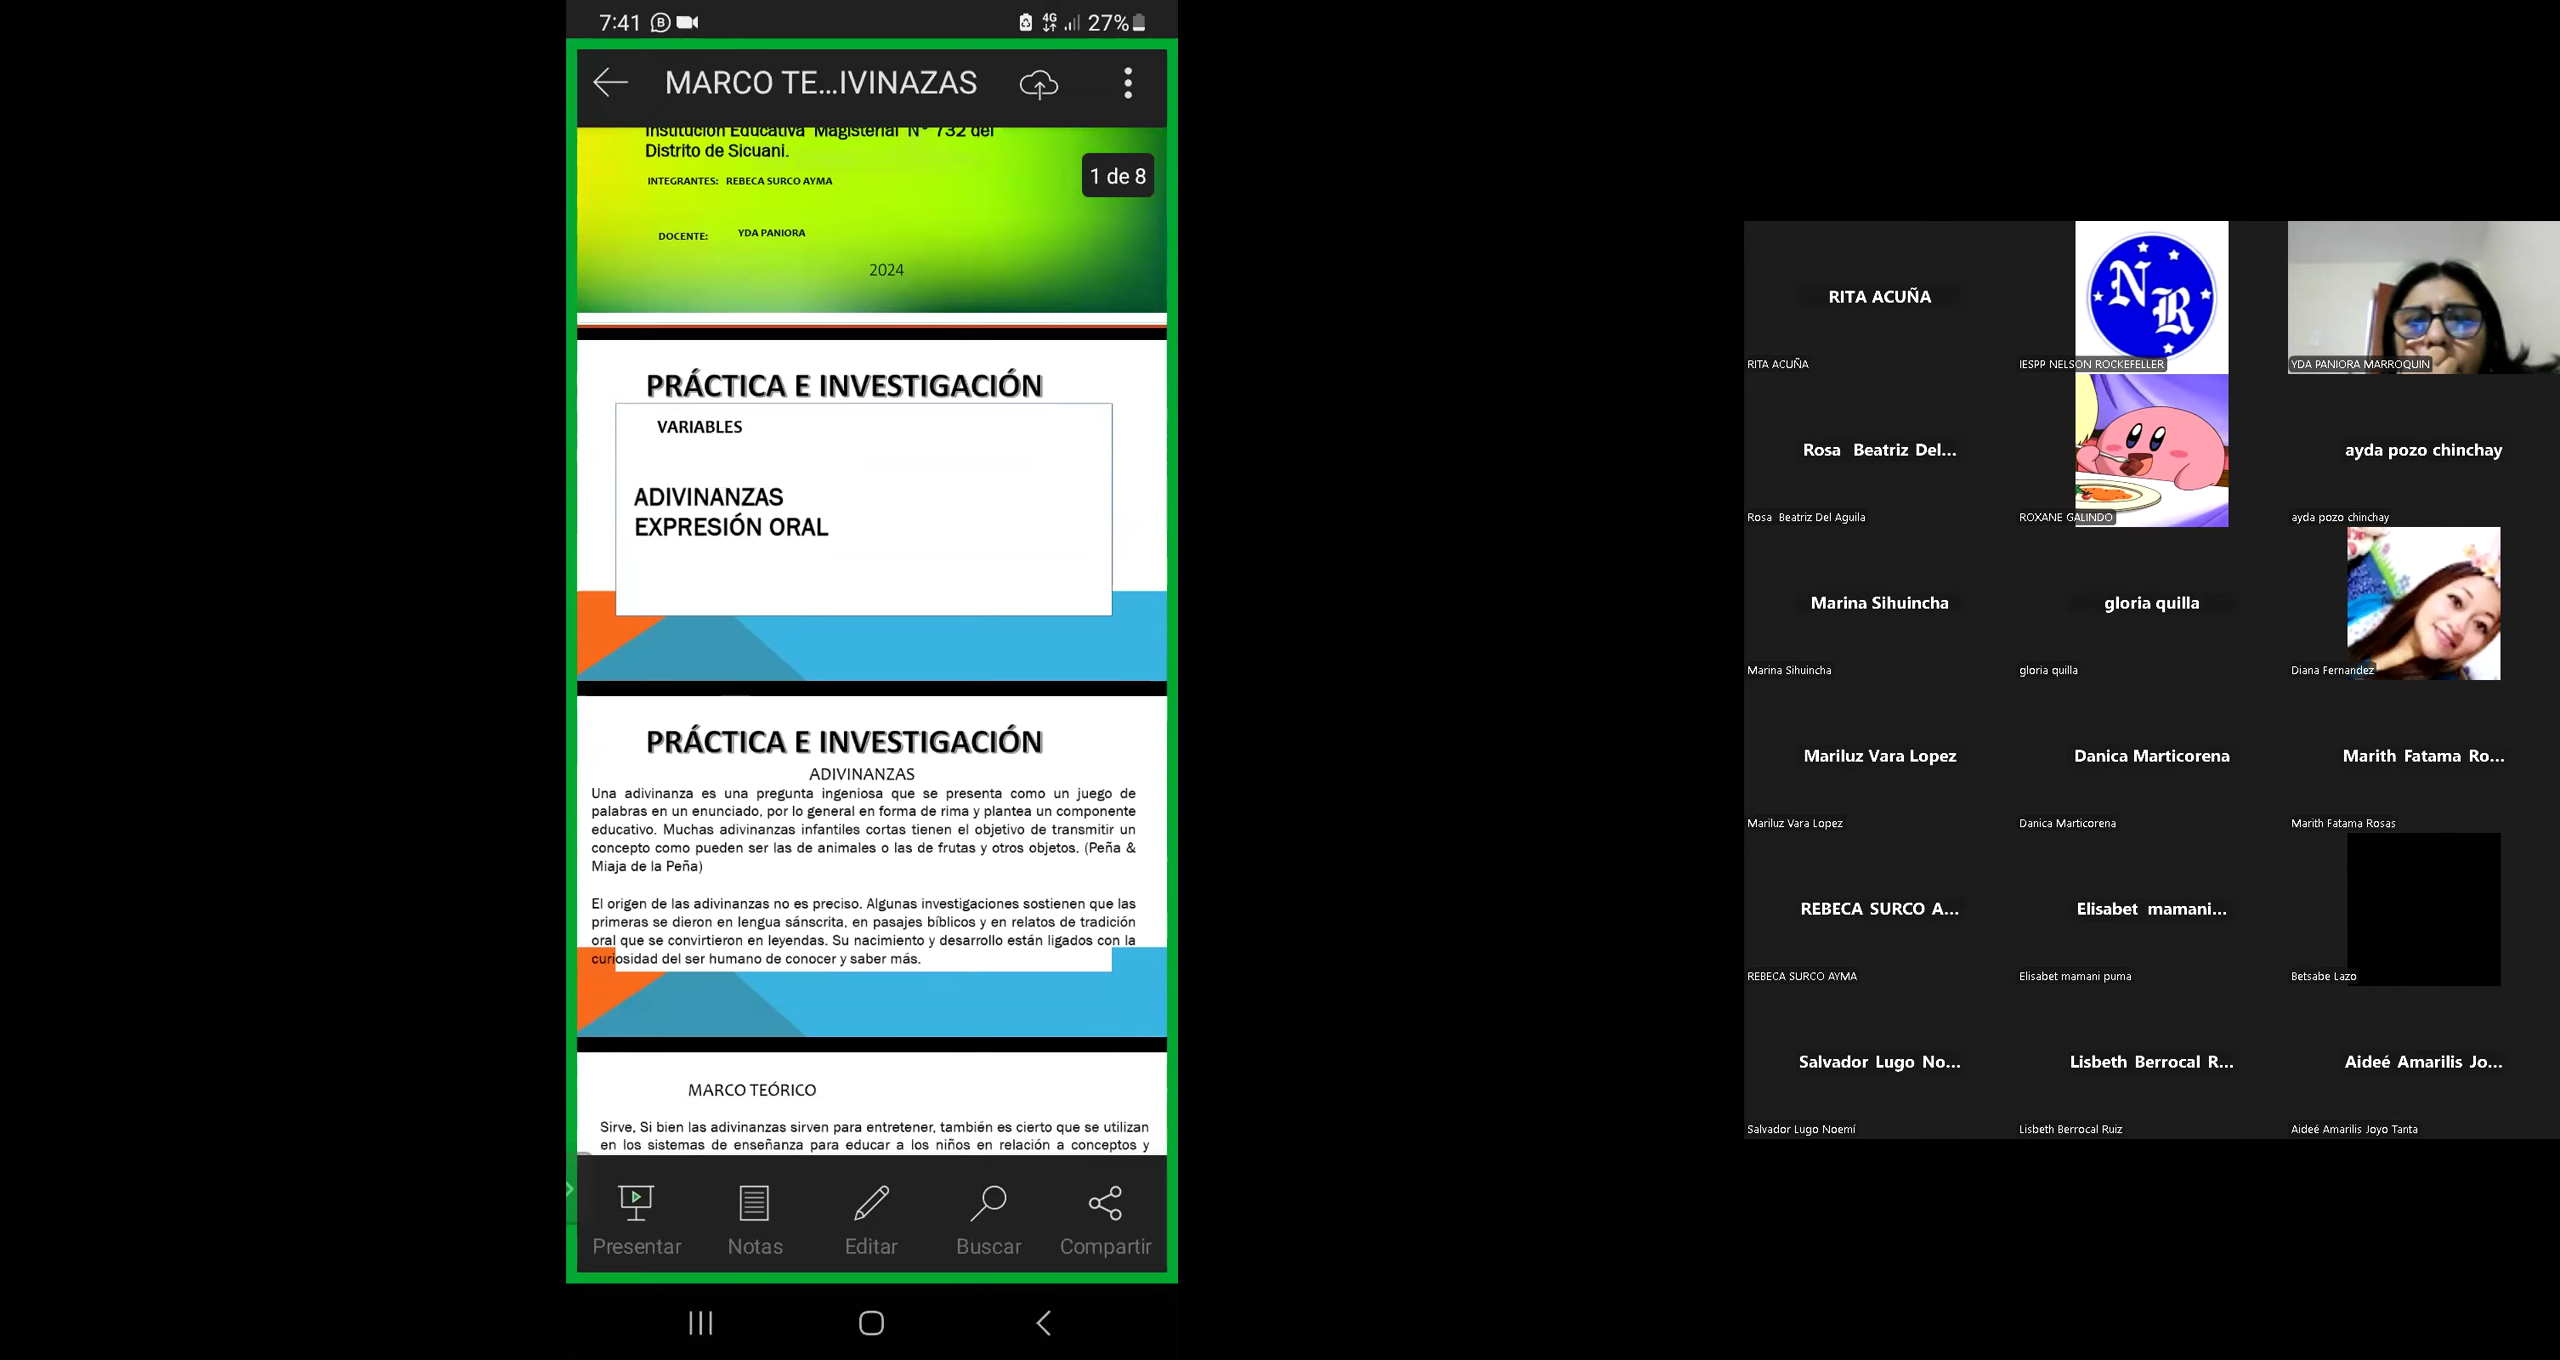 7:41
4G
27%
MARCO TE...IVINAZAS
Institución Educativa Magisterial N° 732 del
Distrito de Sicuani.
1 de 8
INTEGRANTES: REBECA SURCO AYMA
DOCENTE: YDA PANIORA
2024
PRÁCTICA E INVESTIGACIÓN
VARIABLES
ADIVINANZAS
EXPRESIÓN ORAL
PRÁCTICA E INVESTIGACIÓN
ADIVINANZAS
Una adivinanza es una pregunta ingeniosa que se presenta como un juego de
palabras en un enunciado, por lo general en forma de rima y plantea un componente
educativo. Muchas adivinanzas infantiles cortas tienen el objetivo de transmitir un
concepto como pueden ser las de animales o las de frutas y otros objetos. (Peña &
Miaja de la Peña)
El origen de las adivinanzas no es preciso. Algunas investigaciones sostienen que las
primeras se dieron en lengua sánscrita, en pasajes bíblicos y en relatos de tradición
oral que se convirtieron en leyendas. Su nacimiento y desarrollo están ligados con la
curiosidad del ser humano de conocer y saber más.
MARCO TEÓRICO
Sirve, Si bien las adivinanzas sirven para entretener, también es cierto que se utilizan
en los sistemas de enseñanza para educar a los niños en relación a conceptos y
Presentar Notas Editar Buscar Compartir
RITA ACUÑA
N R
RITA ACUÑA
IESPP NELSON ROCKEFELLER
YDA PANIORA MARROQUIN
Rosa Beatriz Del...
ayda pozo chinchay
Rosa Beatriz Del Aguila
ROXANE GALINDO
ayda pozo chinchay
Marina Sihuincha
gloria quilla
Marina Sihuincha
gloria quilla
Diana Fernandez
Mariluz Vara Lopez
Danica Marticorena
Marith Fatama Ro...
Mariluz Vara Lopez
Danica Marticorena
Marith Fatama Rosas
REBECA SURCO A...
Elisabet mamani...
REBECA SURCO AYMA
Elisabet mamani puma
Betsabe Lazo
Salvador Lugo No...
Lisbeth Berrocal R...
Aideé Amarilis Jo...
Salvador Lugo Noemí
Lisbeth Berrocal Ruiz
Aideé Amarilis Joyo Tanta